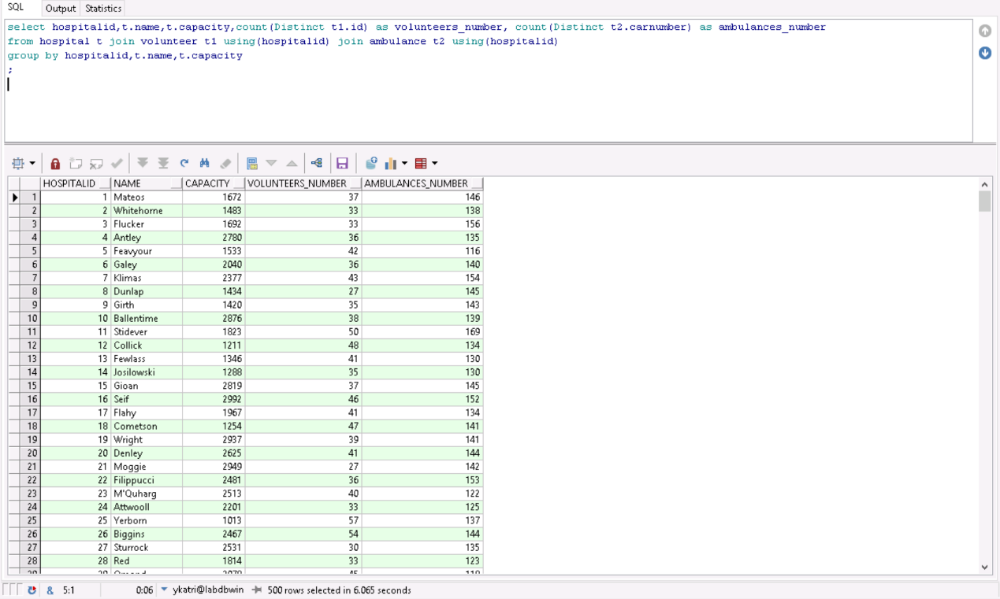 SQL Output Statistics
select hospitalid,t.name,t.capacity,count(Distinct t1.id) as volunteers_number, count(Distinct t2.carnumber) as ambulances_number
from hospital t join volunteer t1 using(hospitalid) join ambulance t2 using(hospitalid)
group by hospitalid,t.name,t.capacity
;
HOSPITALID NAME CAPACITY VOLUNTEERS_NUMBER AMBULANCES_NUMBER
1 1 Mateos 1672 37 146
2 2 Whitehorne 1483 33 138
3 3 Flucker 1692 33 156
4 4 Antley 2780 36 135
5 5 Feavyour 1533 42 116
6 6 Galey 2040 36 140
7 7 Klimas 2377 43 154
8 8 Dunlap 1434 27 145
9 9 Girth 1420 35 143
10 10 Ballentime 2876 38 139
11 11 Stidever 1823 50 169
12 12 Collick 1211 48 134
13 13 Fewlass 1346 41 130
14 14 Josilowski 1288 35 130
15 15 Gioan 2819 37 145
16 16 Seif 2992 46 152
17 17 Flahy 1967 41 134
18 18 Cometson 1254 47 141
19 19 Wright 2937 39 141
20 20 Denley 2625 41 144
21 21 Moggie 2949 27 142
22 22 Filippucci 2481 36 153
23 23 M'Quharg 2513 40 122
24 24 Attwooll 2201 33 125
25 25 Yerborn 1013 57 137
26 26 Biggins 2467 54 144
27 27 Sturrock 2531 30 135
28 28 Red 1814 33 123
& 5:1 0:06 ykatri@labdbwin 500 rows selected in 6.065 seconds